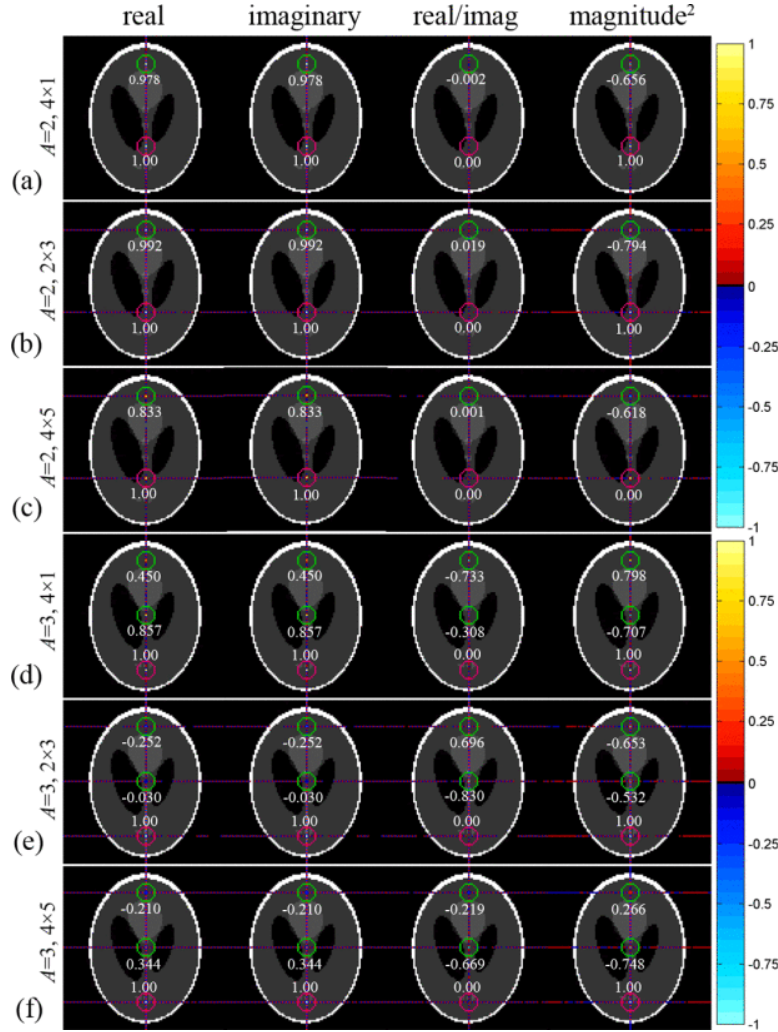 real imaginary real/imag magnitude²
A=2, 4×1
(a)
0.978 0.978 -0.002 -0.656
1.00 1.00 0.00 1.00
A=2, 2×3
(b)
0.992 0.992 0.019 -0.794
1.00 1.00 0.00 1.00
A=2, 4×5
(c)
0.833 0.833 0.001 -0.618
1.00 1.00 0.00 0.00
1
0.75
0.5
0.25
0
-0.25
-0.5
-0.75
-1
A=3, 4×1
(d)
0.450 0.450 -0.733 0.798
0.857 0.857 -0.308 -0.707
1.00 1.00 0.00 1.00
A=3, 2×3
(e)
-0.252 -0.252 0.696 -0.653
-0.030 -0.030 -0.830 -0.532
1.00 1.00 0.00 1.00
A=3, 4×5
(f)
-0.210 -0.210 -0.219 0.266
0.344 0.344 -0.669 -0.748
1.00 1.00 0.00 1.00
1
0.75
0.5
0.25
0
-0.25
-0.5
-0.75
-1